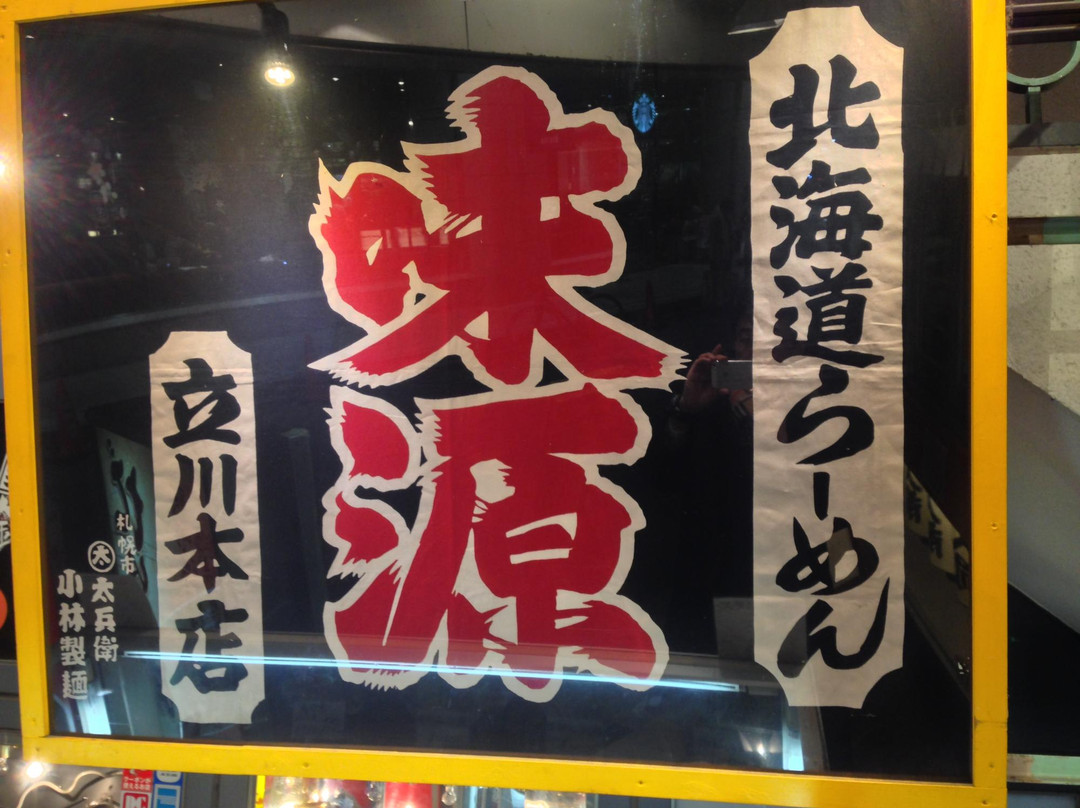 北海道らーめん
味源
立川本店
札幌市
太 太兵衛
小林製麺